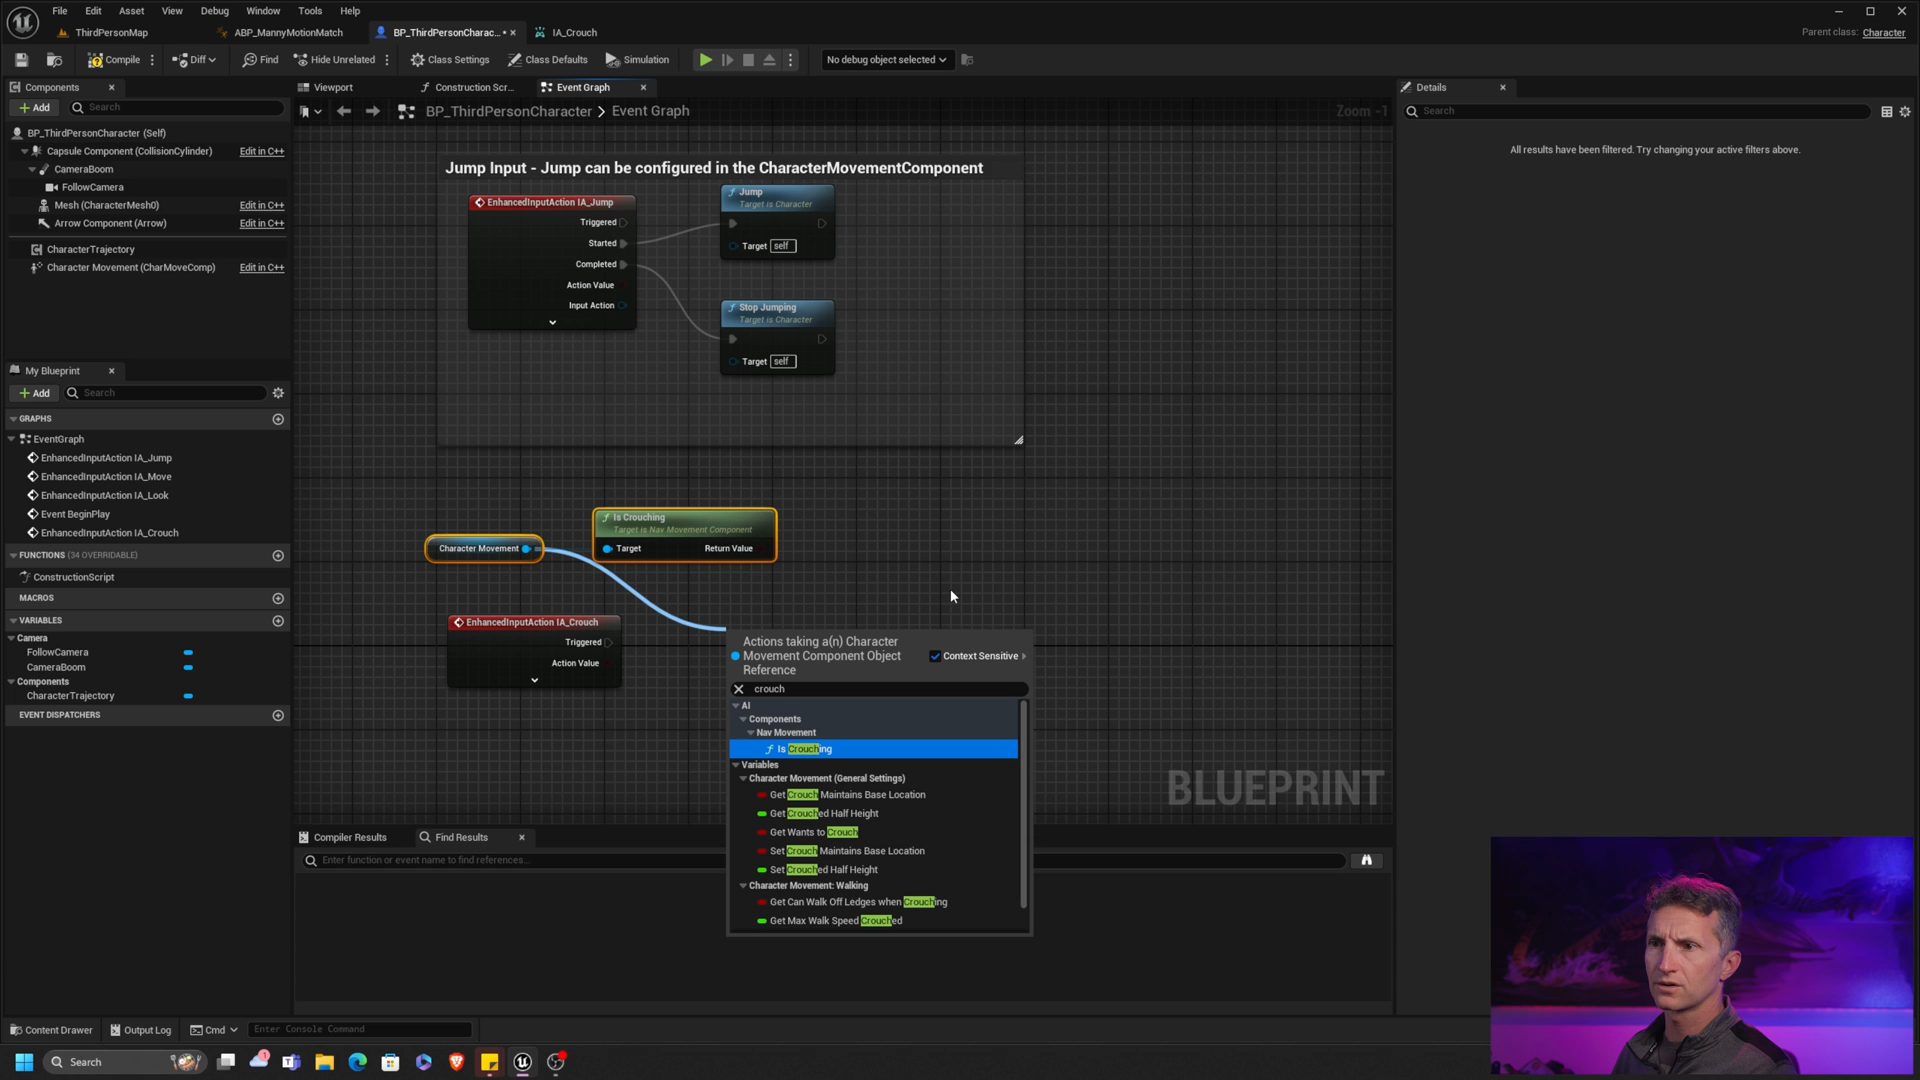 File Edit Asset View Debug Window Tools Help
ThirdPersonMap
ABP_MannyMotionMatch
BP_ThirdPersonCharac...
IA_Crouch
Parent class: Character
Compile
Diff
Find
Hide Unrelated
Class Settings
Class Defaults
Simulation
No debug object selected
Components
Add
Search
BP_ThirdPersonCharacter (Self)
Capsule Component (CollisionCylinder) Edit in C++
CameraBoom
FollowCamera
Mesh (CharacterMesh0) Edit in C++
Arrow Component (Arrow) Edit in C++
CharacterTrajectory
Character Movement (CharMoveComp) Edit in C++
My Blueprint
Add
Search
GRAPHS
EventGraph
EnhancedInputAction IA_Jump
EnhancedInputAction IA_Move
EnhancedInputAction IA_Look
Event BeginPlay
EnhancedInputAction IA_Crouch
FUNCTIONS (34 OVERRIDABLE)
ConstructionScript
MACROS
VARIABLES
Camera
FollowCamera
CameraBoom
Components
CharacterTrajectory
EVENT DISPATCHERS
Viewport
Construction Scr...
Event Graph
BP_ThirdPersonCharacter > Event Graph
Zoom -1
Jump Input - Jump can be configured in the CharacterMovementComponent
EnhancedInputAction IA_Jump
Triggered
Started
Completed
Action Value
Input Action
Jump
Target is Character
Target self
Stop Jumping
Target is Character
Target self
Character Movement
Is Crouching
Target is Nav Movement Component
Target Return Value
EnhancedInputAction IA_Crouch
Triggered
Action Value
Actions taking a(n) Character
Movement Component Object
Reference
Context Sensitive
crouch
AI
Components
Nav Movement
Is Crouching
Variables
Character Movement (General Settings)
Get Crouch Maintains Base Location
Get Crouched Half Height
Get Wants to Crouch
Set Crouch Maintains Base Location
Set Crouched Half Height
Character Movement: Walking
Get Can Walk Off Ledges when Crouching
Get Max Walk Speed Crouched
BLUEPRINT
Compiler Results
Find Results
Enter function or event name to find references...
Details
Search
All results have been filtered. Try changing your active filters above.
Content Drawer
Output Log
Cmd
Enter Console Command
Search
1